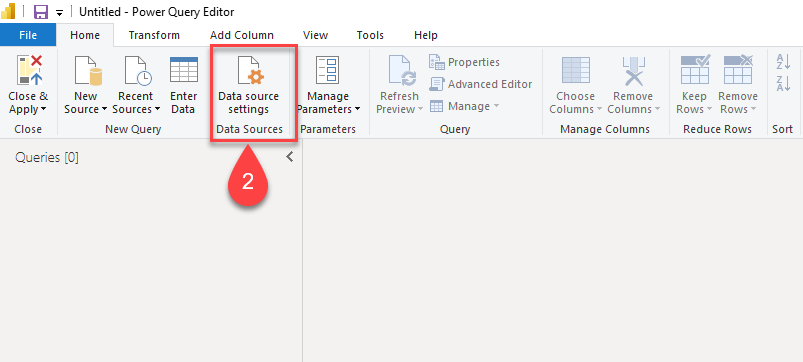 Untitled - Power Query Editor
File Home Transform Add Column View Tools Help
Close & Apply
New Source
Recent Sources
Enter Data
Data source settings
Manage Parameters
Refresh Preview
Properties
Advanced Editor
Manage
Choose Columns
Remove Columns
Keep Rows
Remove Rows
A
Z
Z
A
Close
New Query
Data Sources
Parameters
Query
Manage Columns
Reduce Rows
Sort
Queries [0]
2